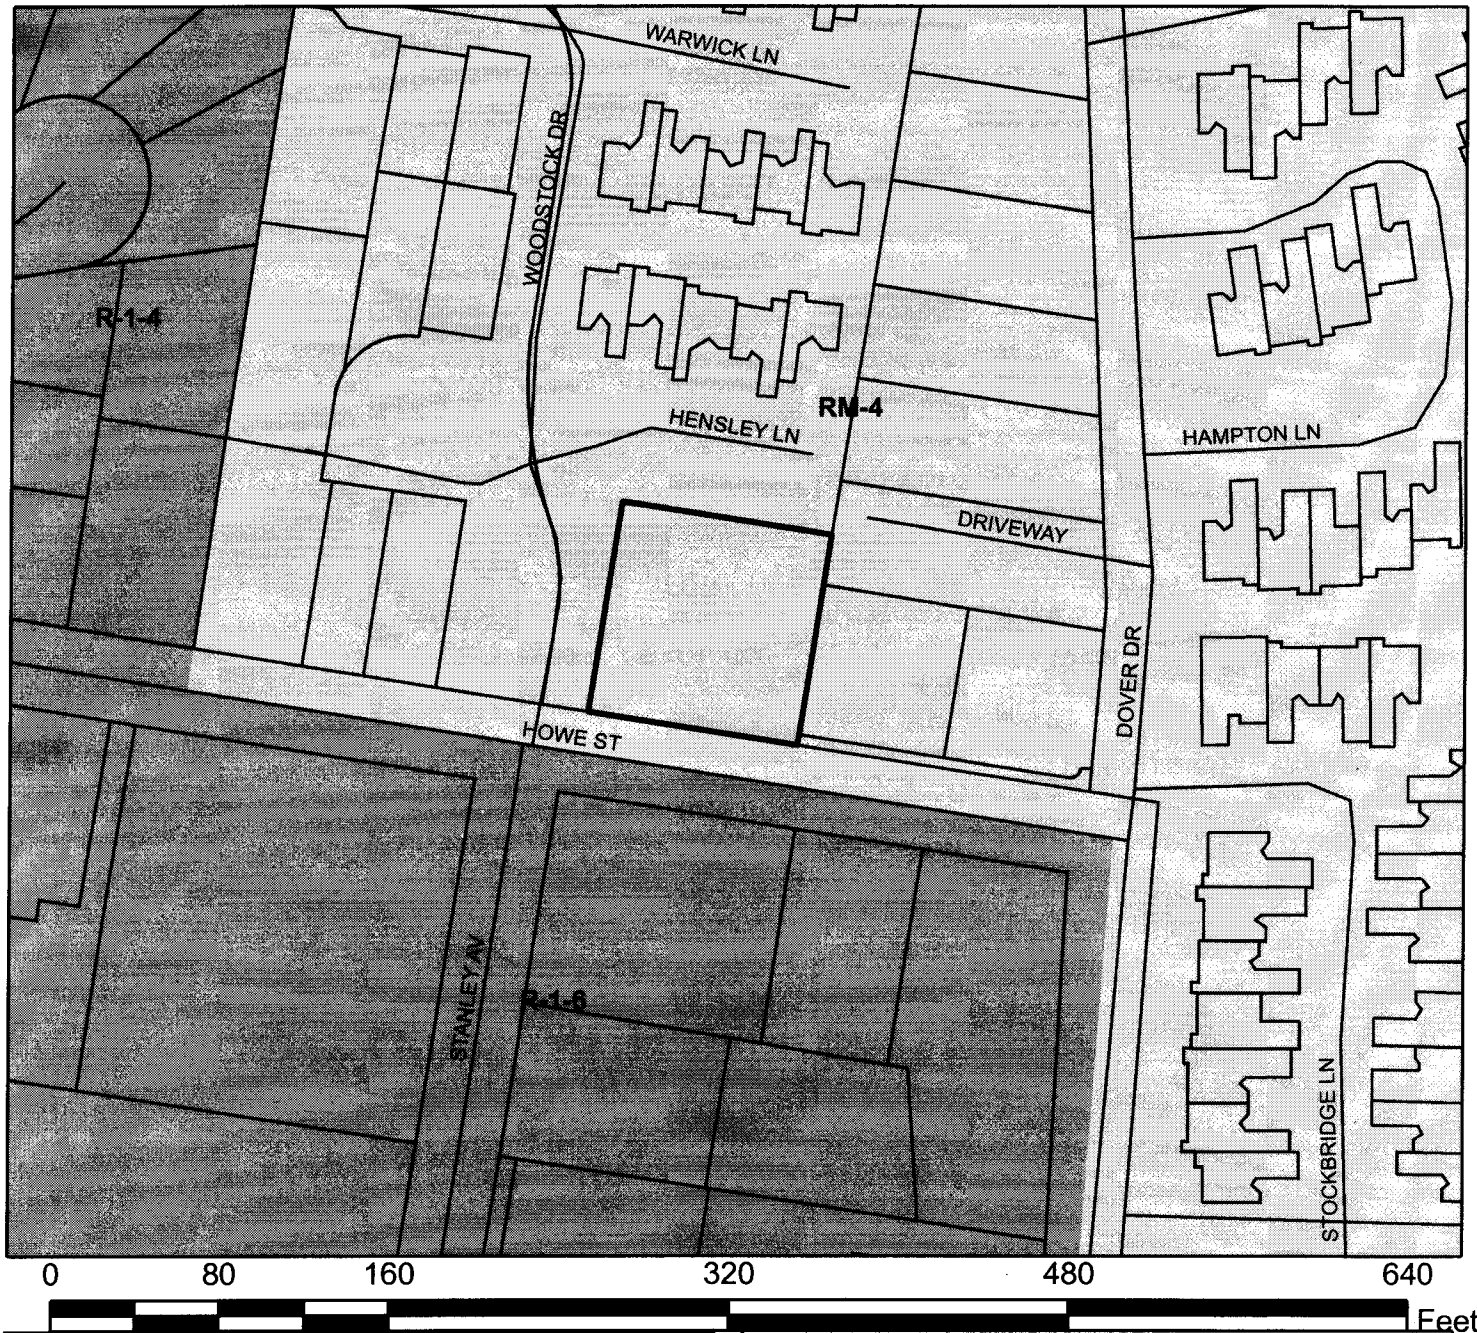 WARWICK LN
WOODSTOCK DR
R-1-4
RM-4
HENSLEY LN
HAMPTON LN
DRIVEWAY
DOVER DR
HOWE ST
STANLEY AV
R-1-6
STOCKBRIDGE LN
0 80 160 320 480 640
Feet